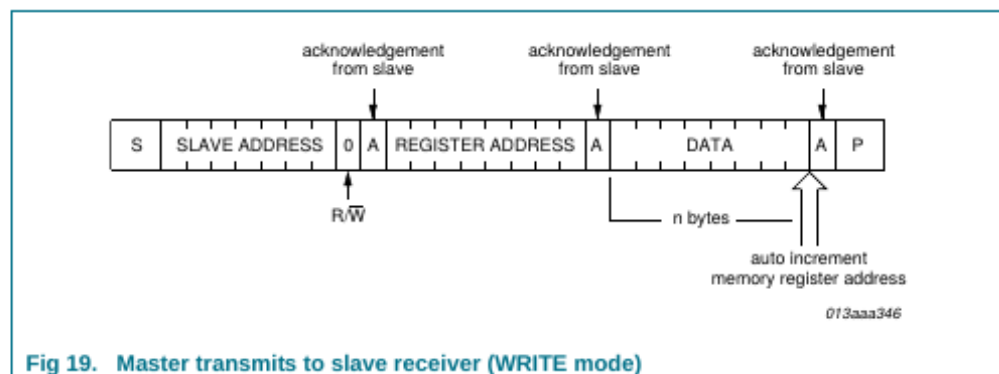 acknowledgement
from slave
acknowledgement
from slave
acknowledgement
from slave
S SLAVE ADDRESS 0 A REGISTER ADDRESS A DATA A P
R/W̅
n bytes
auto increment
memory register address
013aaa346
Fig 19. Master transmits to slave receiver (WRITE mode)